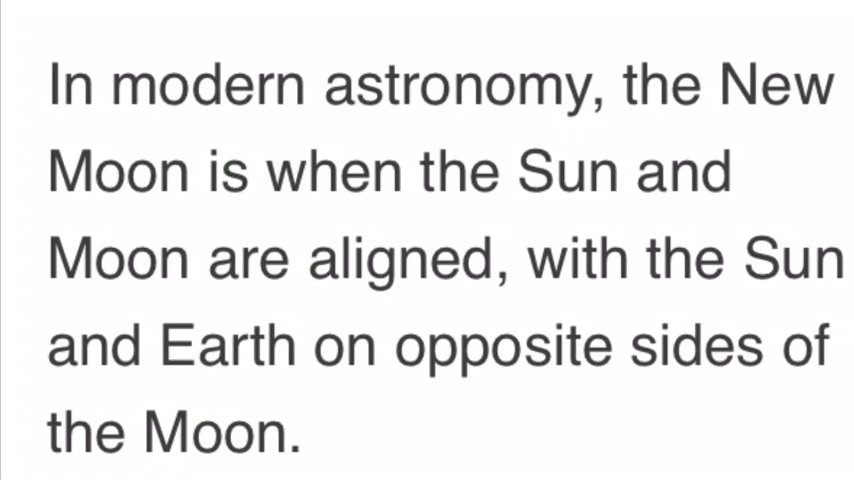 In modern astronomy, the New
Moon is when the Sun and
Moon are aligned, with the Sun
and Earth on opposite sides of
the Moon.